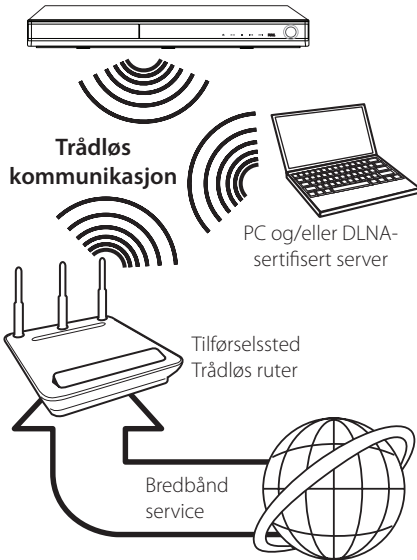 Trådløs
kommunikasjon
PC og/eller DLNA-
sertifisert server
Tilførselssted
Trådløs ruter
Bredbånd
service